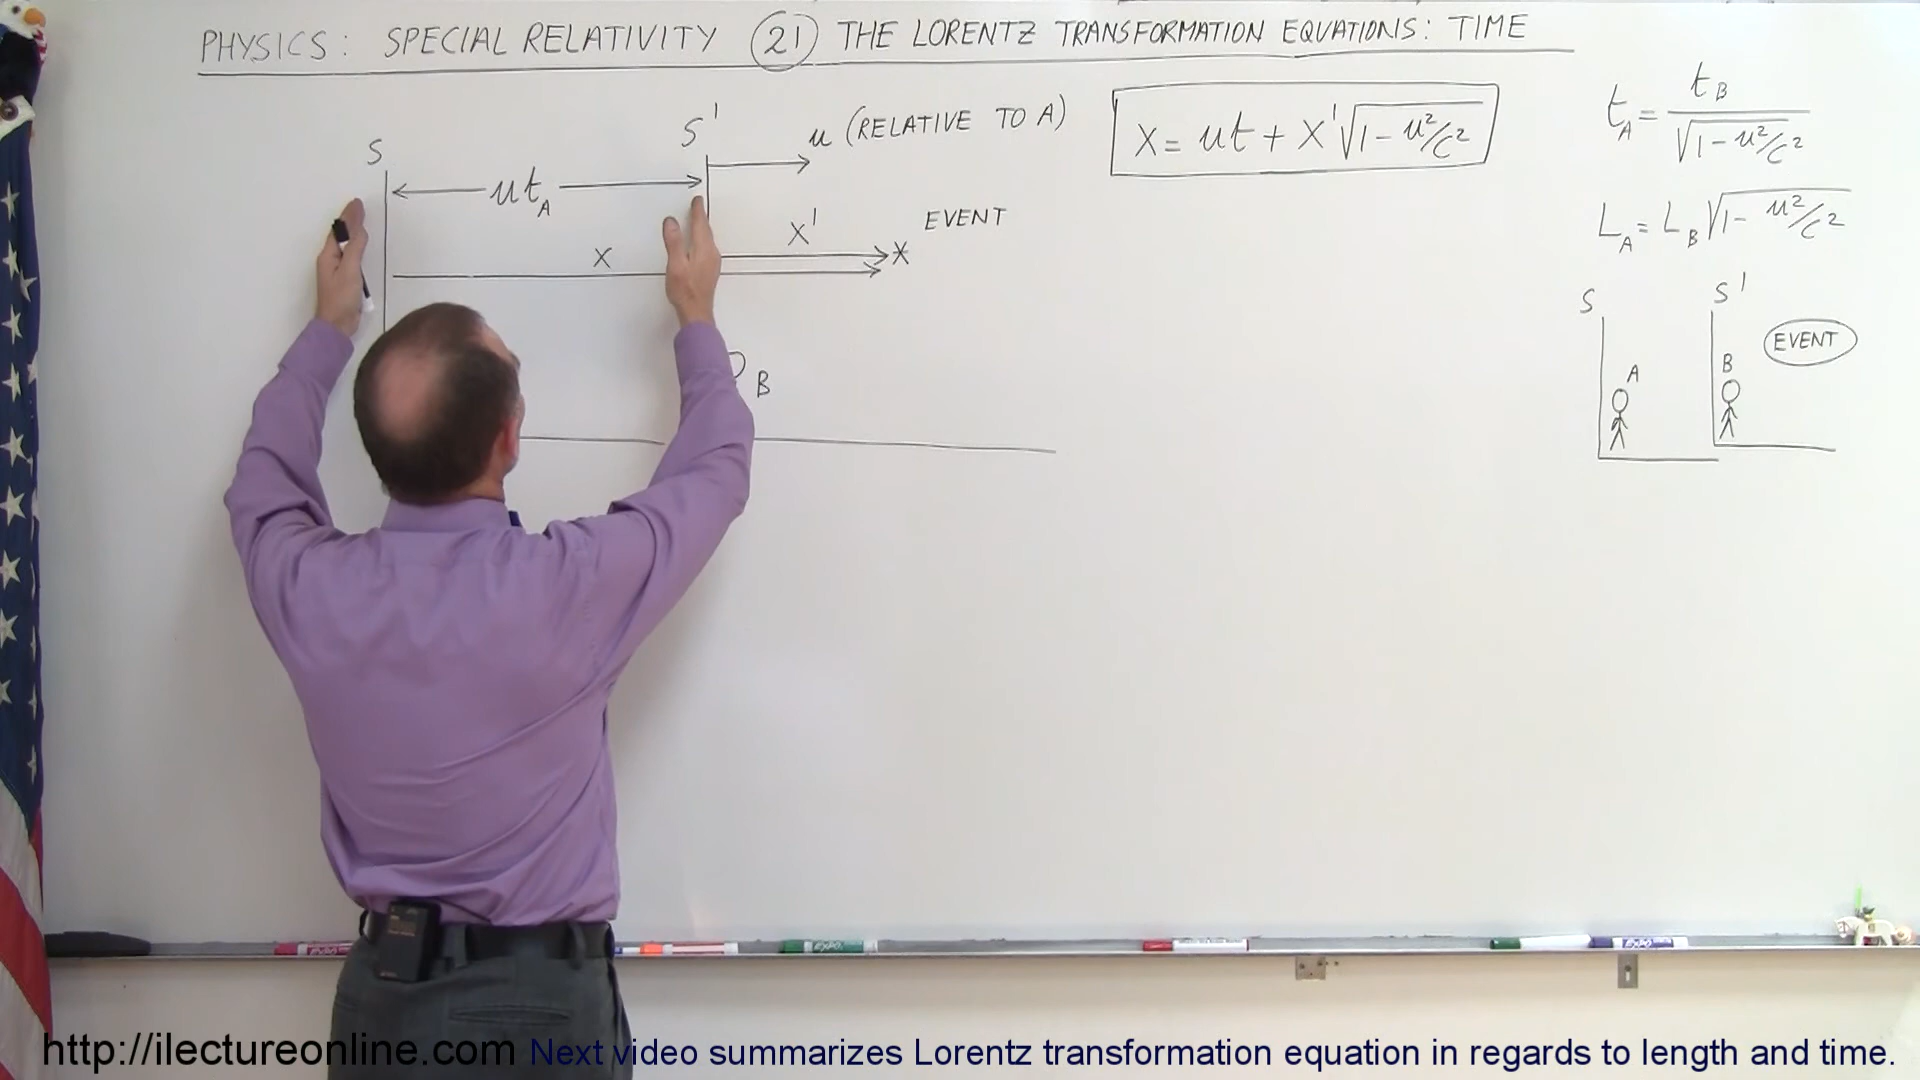 PHYSICS: SPECIAL RELATIVITY (21) THE LORENTZ TRANSFORMATION EQUATIONS: TIME
S
S'
u (RELATIVE TO A)
u t_A
X
X'
EVENT
B
X = ut + X'√(1 - u²/c²)
t_A = t_B / √(1 - u²/c²)
L_A = L_B √(1 - u²/c²)
S
S'
EVENT
A
B
EXPO
http://ilectureonline.com Next video summarizes Lorentz transformation equation in regards to length and time.